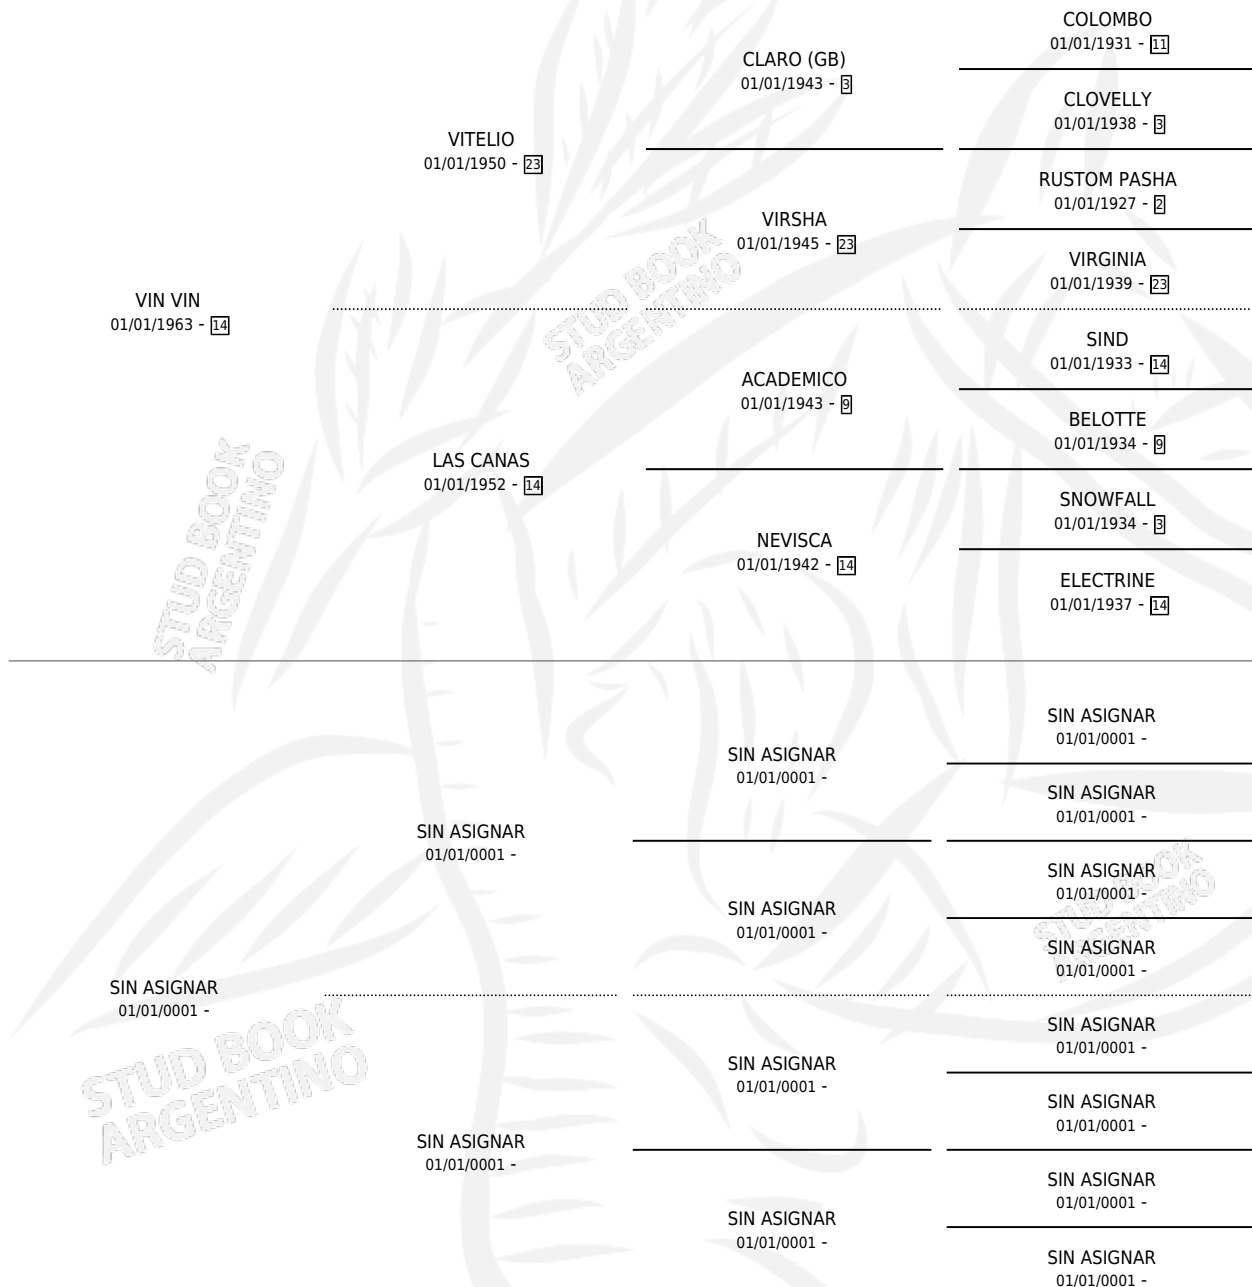 COLOMBO
01/01/1931 - 11
CLARO (GB)
01/01/1943 - 3
CLOVELLY
01/01/1938 - 3
VITELIO
01/01/1950 - 23
RUSTOM PASHA
01/01/1927 - 2
VIRSHA
01/01/1945 - 23
VIRGINIA
01/01/1939 - 23
VIN VIN
01/01/1963 - 14
SIND
01/01/1933 - 14
ACADEMICO
01/01/1943 - 9
BELOTTE
01/01/1934 - 9
LAS CANAS
01/01/1952 - 14
SNOWFALL
01/01/1934 - 3
NEVISCA
01/01/1942 - 14
ELECTRINE
01/01/1937 - 14
STUD BOOK
ARGENTINO
STUD BOOK
ARGENTINO
SIN ASIGNAR
01/01/0001 -
SIN ASIGNAR
01/01/0001 -
SIN ASIGNAR
01/01/0001 -
SIN ASIGNAR
01/01/0001 -
SIN ASIGNAR
01/01/0001 -
SIN ASIGNAR
01/01/0001 -
SIN ASIGNAR
01/01/0001 -
SIN ASIGNAR
01/01/0001 -
SIN ASIGNAR
01/01/0001 -
SIN ASIGNAR
01/01/0001 -
SIN ASIGNAR
01/01/0001 -
SIN ASIGNAR
01/01/0001 -
SIN ASIGNAR
01/01/0001 -
SIN ASIGNAR
01/01/0001 -
SIN ASIGNAR
01/01/0001 -
STUD BOOK
ARGENTINO
STUD BOOK
ARGENTINO